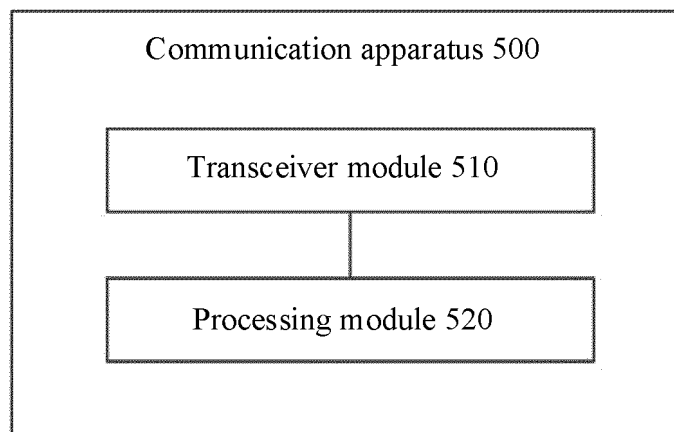 Communication apparatus 500
Transceiver module 510
Processing module 520